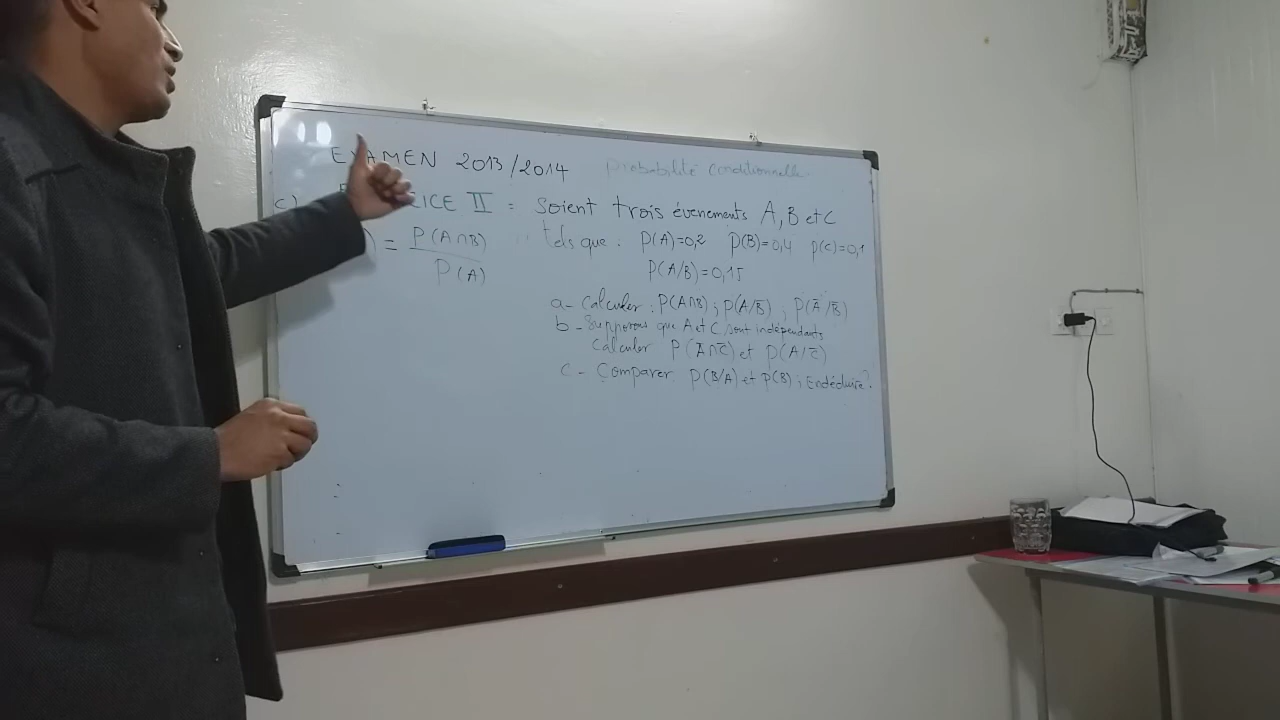 EXAMEN 2013/2014 probabilité conditionnelle
c) EXERCICE II = soient trois évenements A, B et C
) = P(A∩B) / P(A) tels que : P(A)=0,2 P(B)=0,4 P(C)=0,1
P(A/B)=0,15
a - Calculer : P(A∩B) ; P(A/B̅) ; P(A̅/B̅)
b - Supposons que A et C sont indépendants
Calculer P(A̅∩C̅) et P(A/C̅)
c - Comparer : P(B/A) et P(B) ; En déduire ?